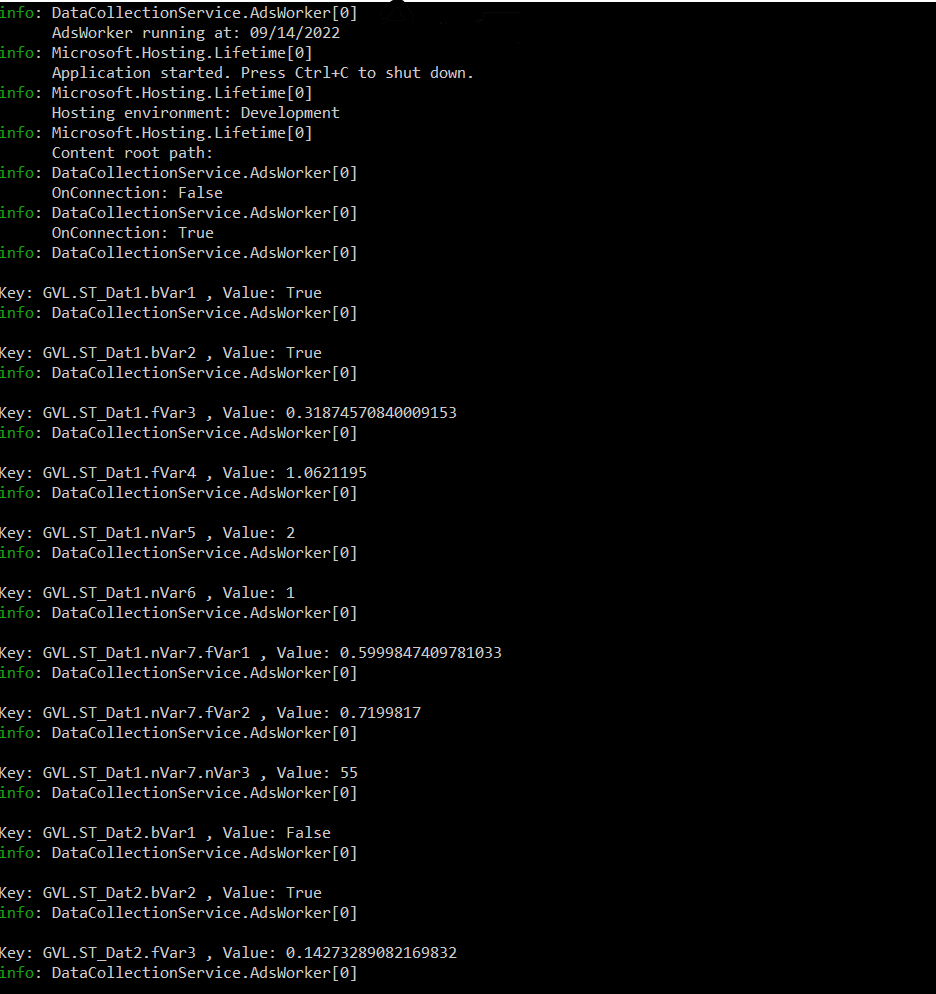 info: DataCollectionService.AdsWorker[0]
AdsWorker running at: 09/14/2022
info: Microsoft.Hosting.Lifetime[0]
Application started. Press Ctrl+C to shut down.
info: Microsoft.Hosting.Lifetime[0]
Hosting environment: Development
info: Microsoft.Hosting.Lifetime[0]
Content root path:
info: DataCollectionService.AdsWorker[0]
OnConnection: False
info: DataCollectionService.AdsWorker[0]
OnConnection: True
info: DataCollectionService.AdsWorker[0]
Key: GVL.ST_Dat1.bVar1 , Value: True
info: DataCollectionService.AdsWorker[0]
Key: GVL.ST_Dat1.bVar2 , Value: True
info: DataCollectionService.AdsWorker[0]
Key: GVL.ST_Dat1.fVar3 , Value: 0.31874570840009153
info: DataCollectionService.AdsWorker[0]
Key: GVL.ST_Dat1.fVar4 , Value: 1.0621195
info: DataCollectionService.AdsWorker[0]
Key: GVL.ST_Dat1.nVar5 , Value: 2
info: DataCollectionService.AdsWorker[0]
Key: GVL.ST_Dat1.nVar6 , Value: 1
info: DataCollectionService.AdsWorker[0]
Key: GVL.ST_Dat1.nVar7.fVar1 , Value: 0.5999847409781033
info: DataCollectionService.AdsWorker[0]
Key: GVL.ST_Dat1.nVar7.fVar2 , Value: 0.7199817
info: DataCollectionService.AdsWorker[0]
Key: GVL.ST_Dat1.nVar7.nVar3 , Value: 55
info: DataCollectionService.AdsWorker[0]
Key: GVL.ST_Dat2.bVar1 , Value: False
info: DataCollectionService.AdsWorker[0]
Key: GVL.ST_Dat2.bVar2 , Value: True
info: DataCollectionService.AdsWorker[0]
Key: GVL.ST_Dat2.fVar3 , Value: 0.14273289082169832
info: DataCollectionService.AdsWorker[0]